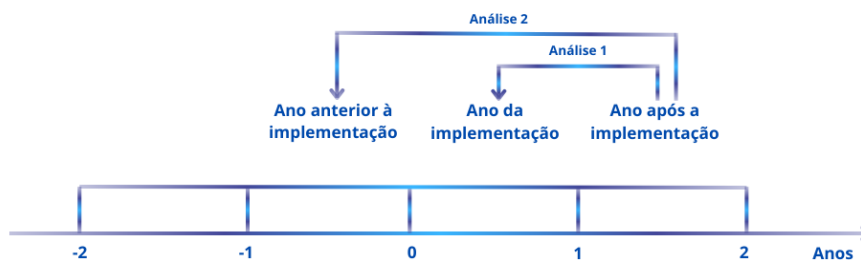 Análise 2
Análise 1
Ano anterior à
implementação
Ano da
implementação
Ano após a
implementação
-2
-1
0
1
2
Anos